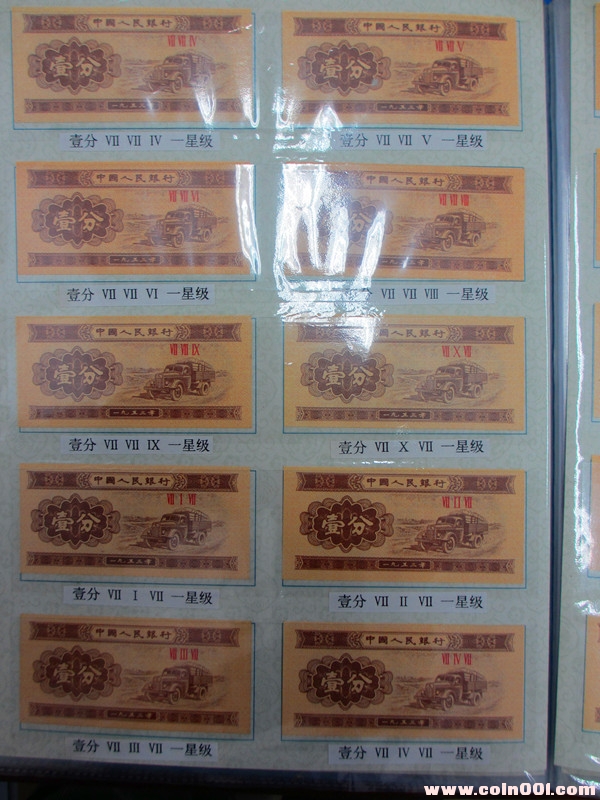 中國人民銀行
VII VII IV
壹分
一九五三年
壹分 VII VII IV 一星级
中國人民銀行
VII VII V
壹分
一九五三年
壹分 VII VII V 一星级
中國人民銀行
VII VII VI
壹分
一九五三年
壹分 VII VII VI 一星级
中國人民銀行
VII VII VIII
壹分
一九五三年
壹分 VII VII VIII 一星级
中國人民銀行
VII VII IX
壹分
一九五三年
壹分 VII VII IX 一星级
中國人民銀行
VII X VII
壹分
一九五三年
壹分 VII X VII 一星级
中國人民銀行
VII I VII
壹分
一九五三年
壹分 VII I VII 一星级
中國人民銀行
VII II VII
壹分
一九五三年
壹分 VII II VII 一星级
中國人民銀行
VII III VII
壹分
一九五三年
壹分 VII III VII 一星级
中國人民銀行
VII IV VII
壹分
一九五三年
壹分 VII IV VII 一星级
www.coin001.com